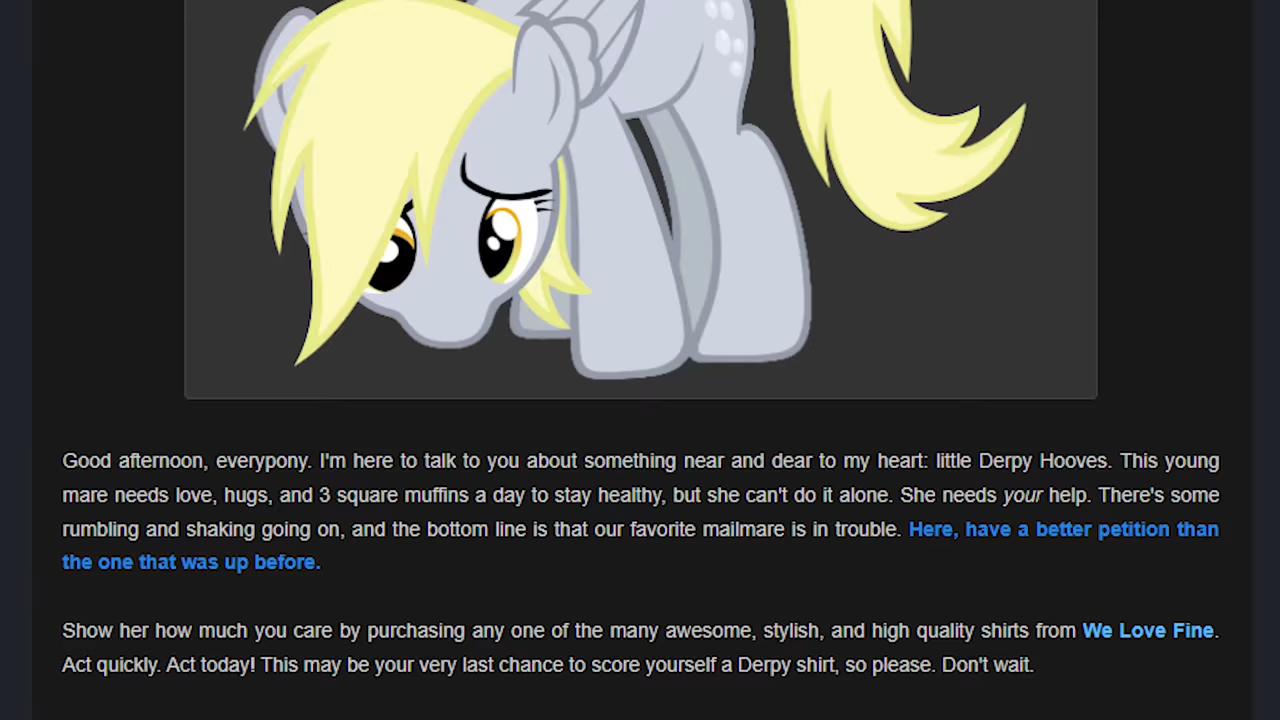 Good afternoon, everypony. I'm here to talk to you about something near and dear to my heart: little Derpy Hooves. This young
mare needs love, hugs, and 3 square muffins a day to stay healthy, but she can't do it alone. She needs your help. There's some
rumbling and shaking going on, and the bottom line is that our favorite mailmare is in trouble. Here, have a better petition than
the one that was up before.
Show her how much you care by purchasing any one of the many awesome, stylish, and high quality shirts from We Love Fine.
Act quickly. Act today! This may be your very last chance to score yourself a Derpy shirt, so please. Don't wait.